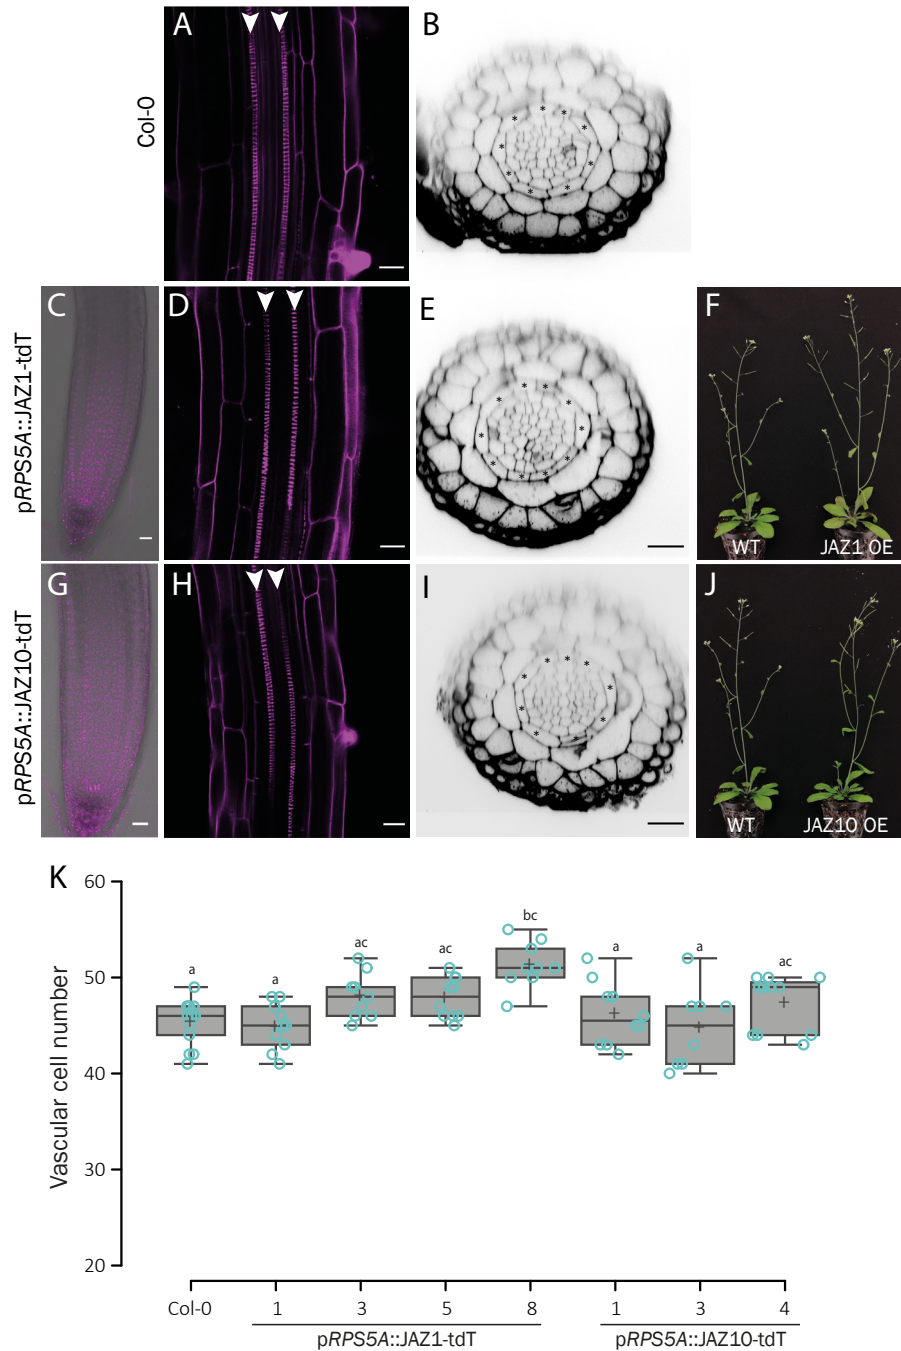 A
B
Col-0
C
D
E
F
pRPS5A::JAZ1-tdT
WT
JAZ1 OE
G
H
I
J
pRPS5A::JAZ10-tdT
WT
JAZ10 OE
K
60
50
40
30
20
Vascular cell number
a
a
ac
ac
bc
a
a
ac
Col-0
1
3
5
8
1
3
4
pRPS5A::JAZ1-tdT
pRPS5A::JAZ10-tdT